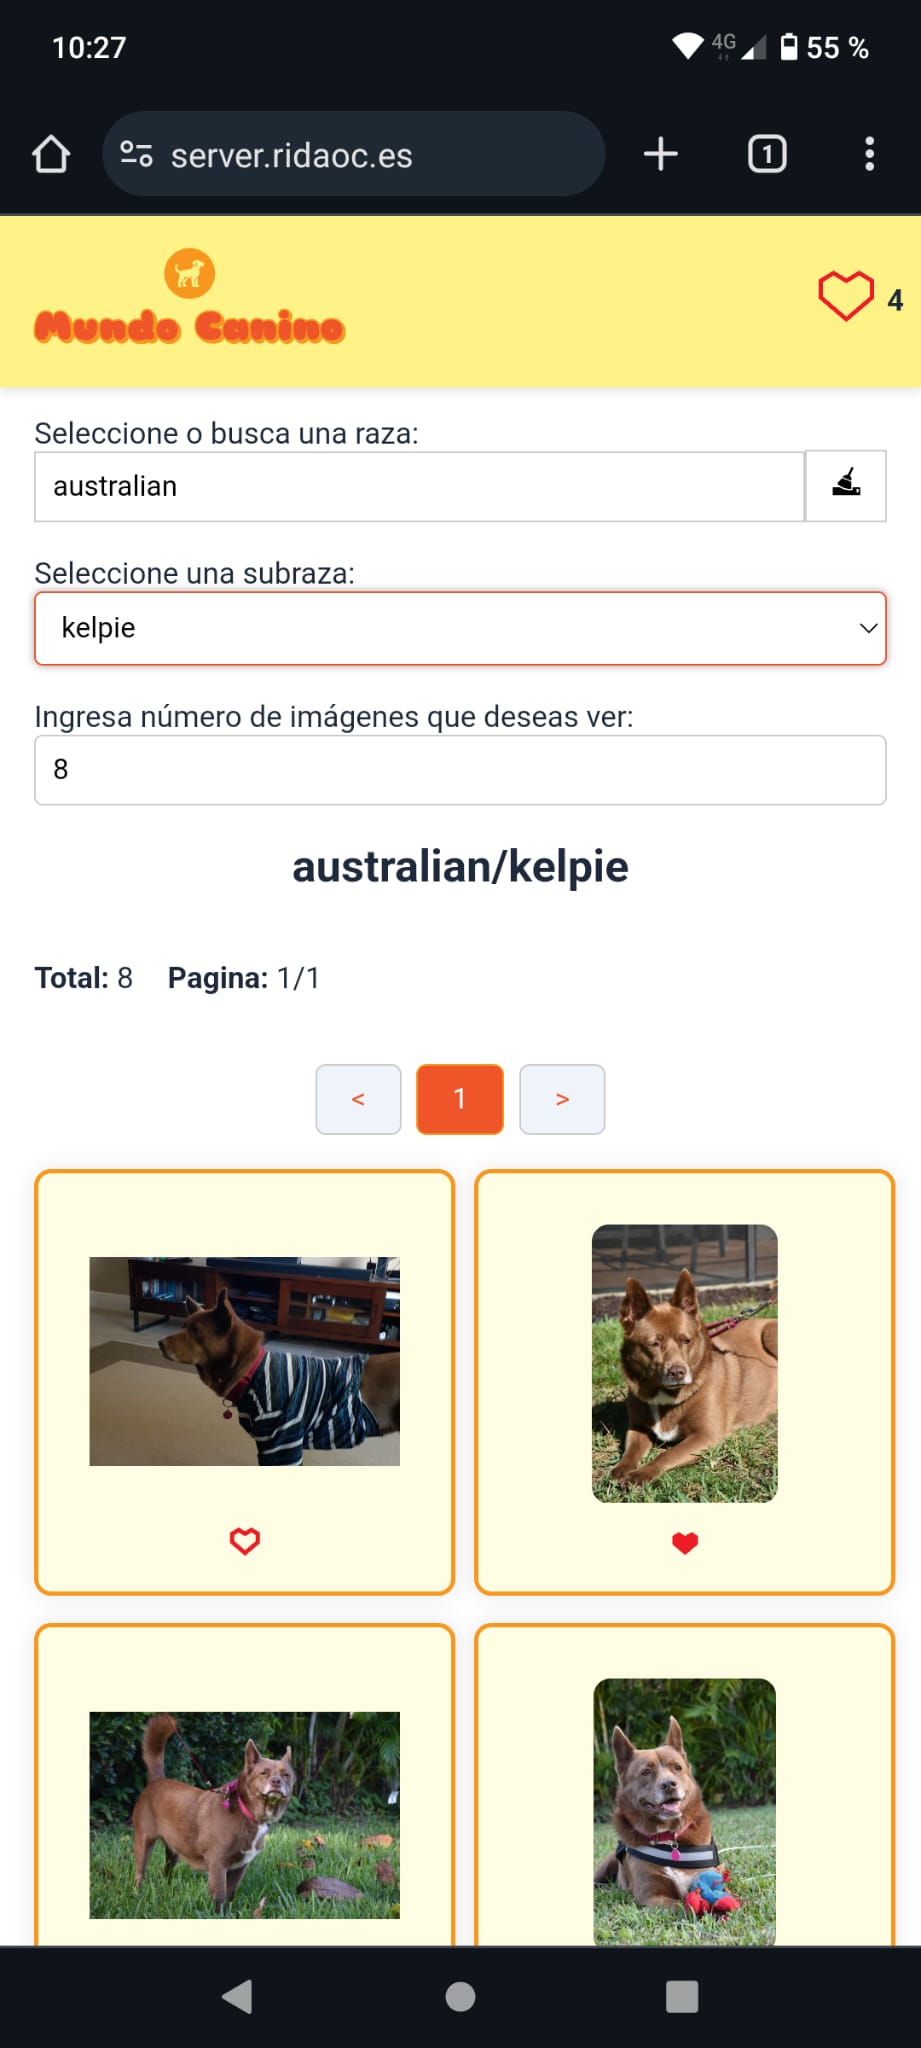 10:27
4G
55 %
server.ridaoc.es
1
Mundo Canino
4
Seleccione o busca una raza:
australian
Seleccione una subraza:
kelpie
Ingresa número de imágenes que deseas ver:
8
australian/kelpie
Total: 8 Pagina: 1/1
< 1 >